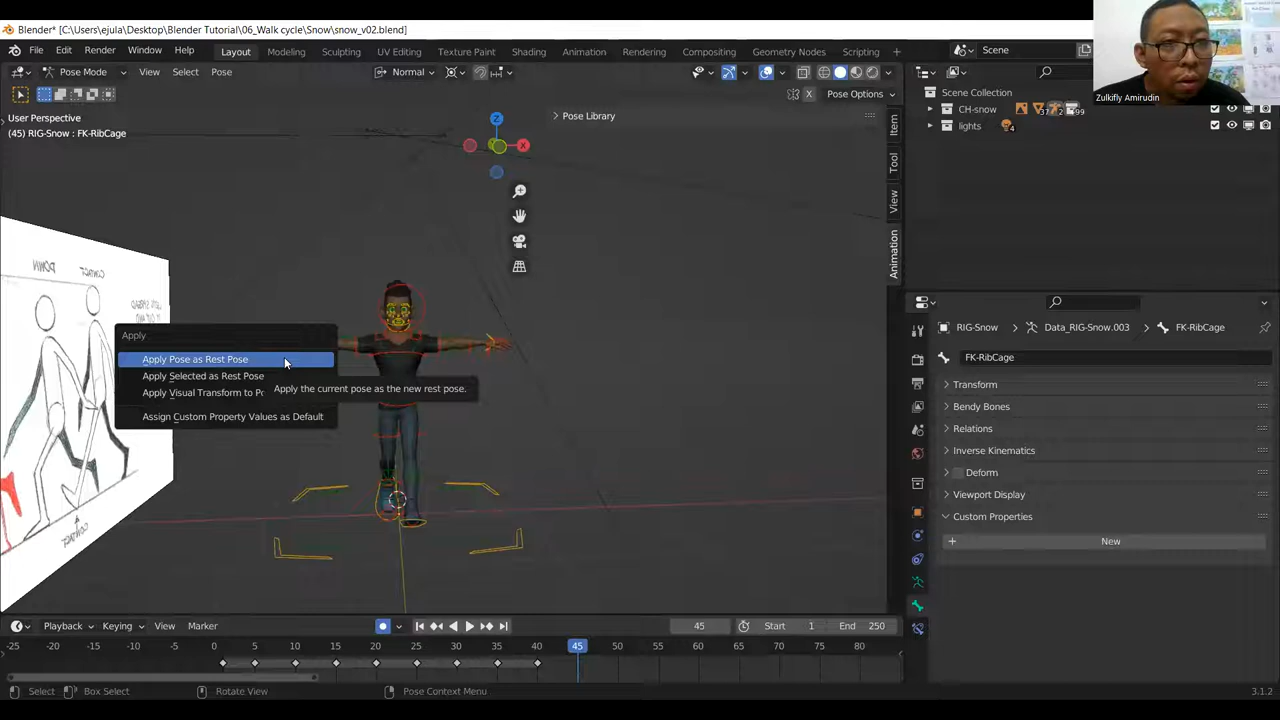 Blender* [C:\Users\ejula\Desktop\Blender Tutorial\06_Walk cycle\Snow\snow_v02.blend]
File Edit Render Window Help
Layout Modeling Sculpting UV Editing Texture Paint Shading Animation Rendering Compositing Geometry Nodes Scripting +
Scene
Zulkifly Amirudin
Pose Mode View Select Pose
Normal
X Pose Options
User Perspective
(45) RIG-Snow : FK-RibCage
Pose Library
Z
X
Item
Tool
View
Animation
Scene Collection
CH-snow 37 2 99
lights 4
DOWN CONTACT
CONTACT
Apply
Apply Pose as Rest Pose
Apply Selected as Rest Pose
Apply Visual Transform to Po
Assign Custom Property Values as Default
Apply the current pose as the new rest pose.
RIG-Snow > Data_RIG-Snow.003 > FK-RibCage
FK-RibCage
Transform
Bendy Bones
Relations
Inverse Kinematics
Deform
Viewport Display
Custom Properties
+ New
Playback Keying View Marker
45 Start 1 End 250
-25 -20 -15 -10 -5 0 5 10 15 20 25 30 35 40 45 50 55 60 65 70 75 80
Select Box Select Rotate View Pose Context Menu 3.1.2